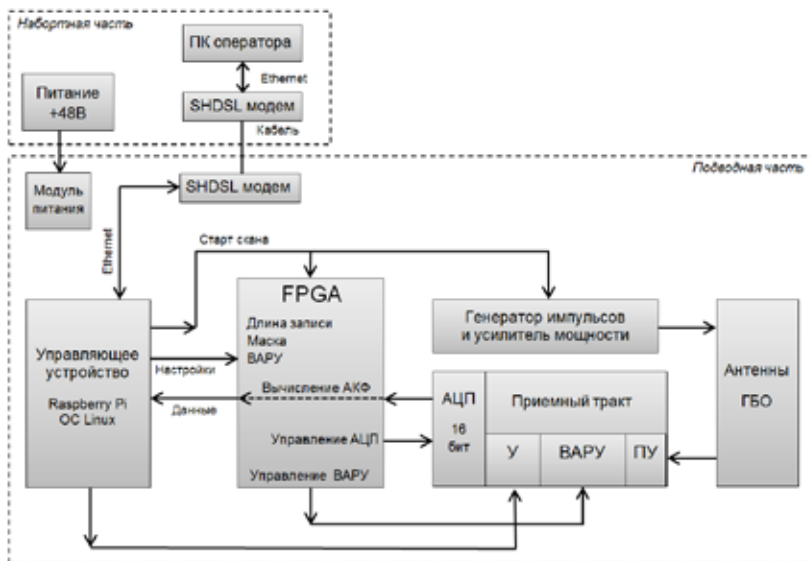 Набортная часть
ПК оператора
Ethernet
Питание
+48В
SHDSL модем
Кабель
Подводная часть
Модуль
питания
SHDSL модем
Ethernet
Старт скана
FPGA
Длина записи
Маска
ВАРУ
Генератор импульсов
и усилитель мощности
Управляющее
устройство
Raspberry Pi
ОС Linux
Настройки
Вычисление АКФ
Данные
АЦП
16
бит
Приемный тракт
Антенны
ГБО
Управление АЦП
У
ВАРУ
ПУ
Управление ВАРУ